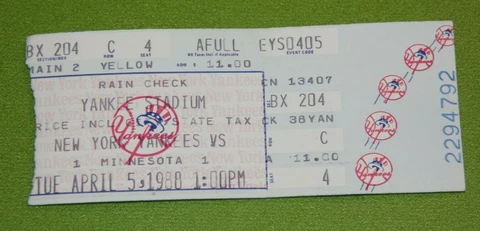 BX 204 C 4 AFULL EYS0405
MAIN 2 YELLOW ADM $ 11.00
RAIN CHECK CN 13407
YANKEE STADIUM BX 204
RICE INCL STATE TAX CK 38YAN
NEW YORK YANKEES VS C
1 MINNESOTA 1 A 11.00
TUE APRIL 5,1988 1:00PM 4
2294792